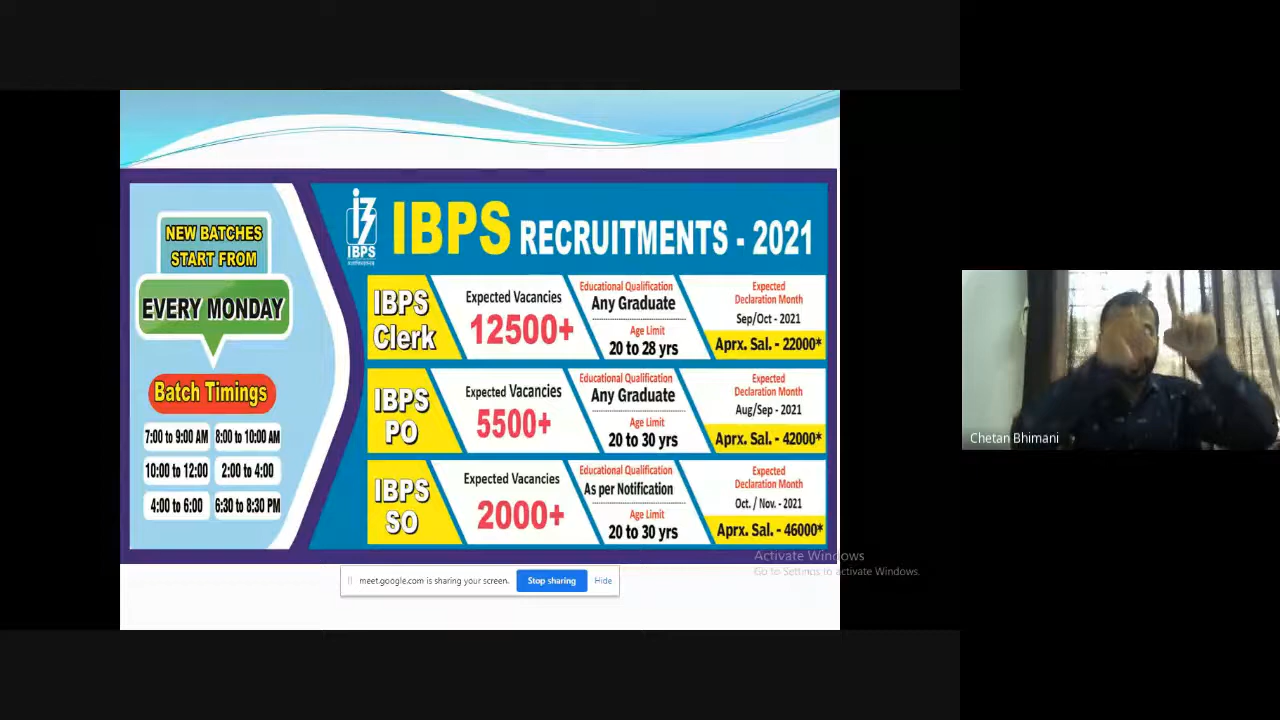 NEW BATCHES
START FROM
EVERY MONDAY
Batch Timings
7:00 to 9:00 AM
8:00 to 10:00 AM
10:00 to 12:00
2:00 to 4:00
4:00 to 6:00
6:30 to 8:30 PM
IBPS
IBPS RECRUITMENTS - 2021
IBPS
Clerk
Expected Vacancies
12500+
Educational Qualification
Any Graduate
Age Limit
20 to 28 yrs
Expected
Declaration Month
Sep/Oct - 2021
Aprx. Sal. - 22000*
IBPS
PO
Expected Vacancies
5500+
Educational Qualification
Any Graduate
Age Limit
20 to 30 yrs
Expected
Declaration Month
Aug/Sep - 2021
Aprx. Sal. - 42000*
IBPS
SO
Expected Vacancies
2000+
Educational Qualification
As per Notification
Age Limit
20 to 30 yrs
Expected
Declaration Month
Oct. / Nov. - 2021
Aprx. Sal. - 46000*
Activate Windows
Go to Settings to activate Windows.
meet.google.com is sharing your screen.
Stop sharing
Hide
Chetan Bhimani